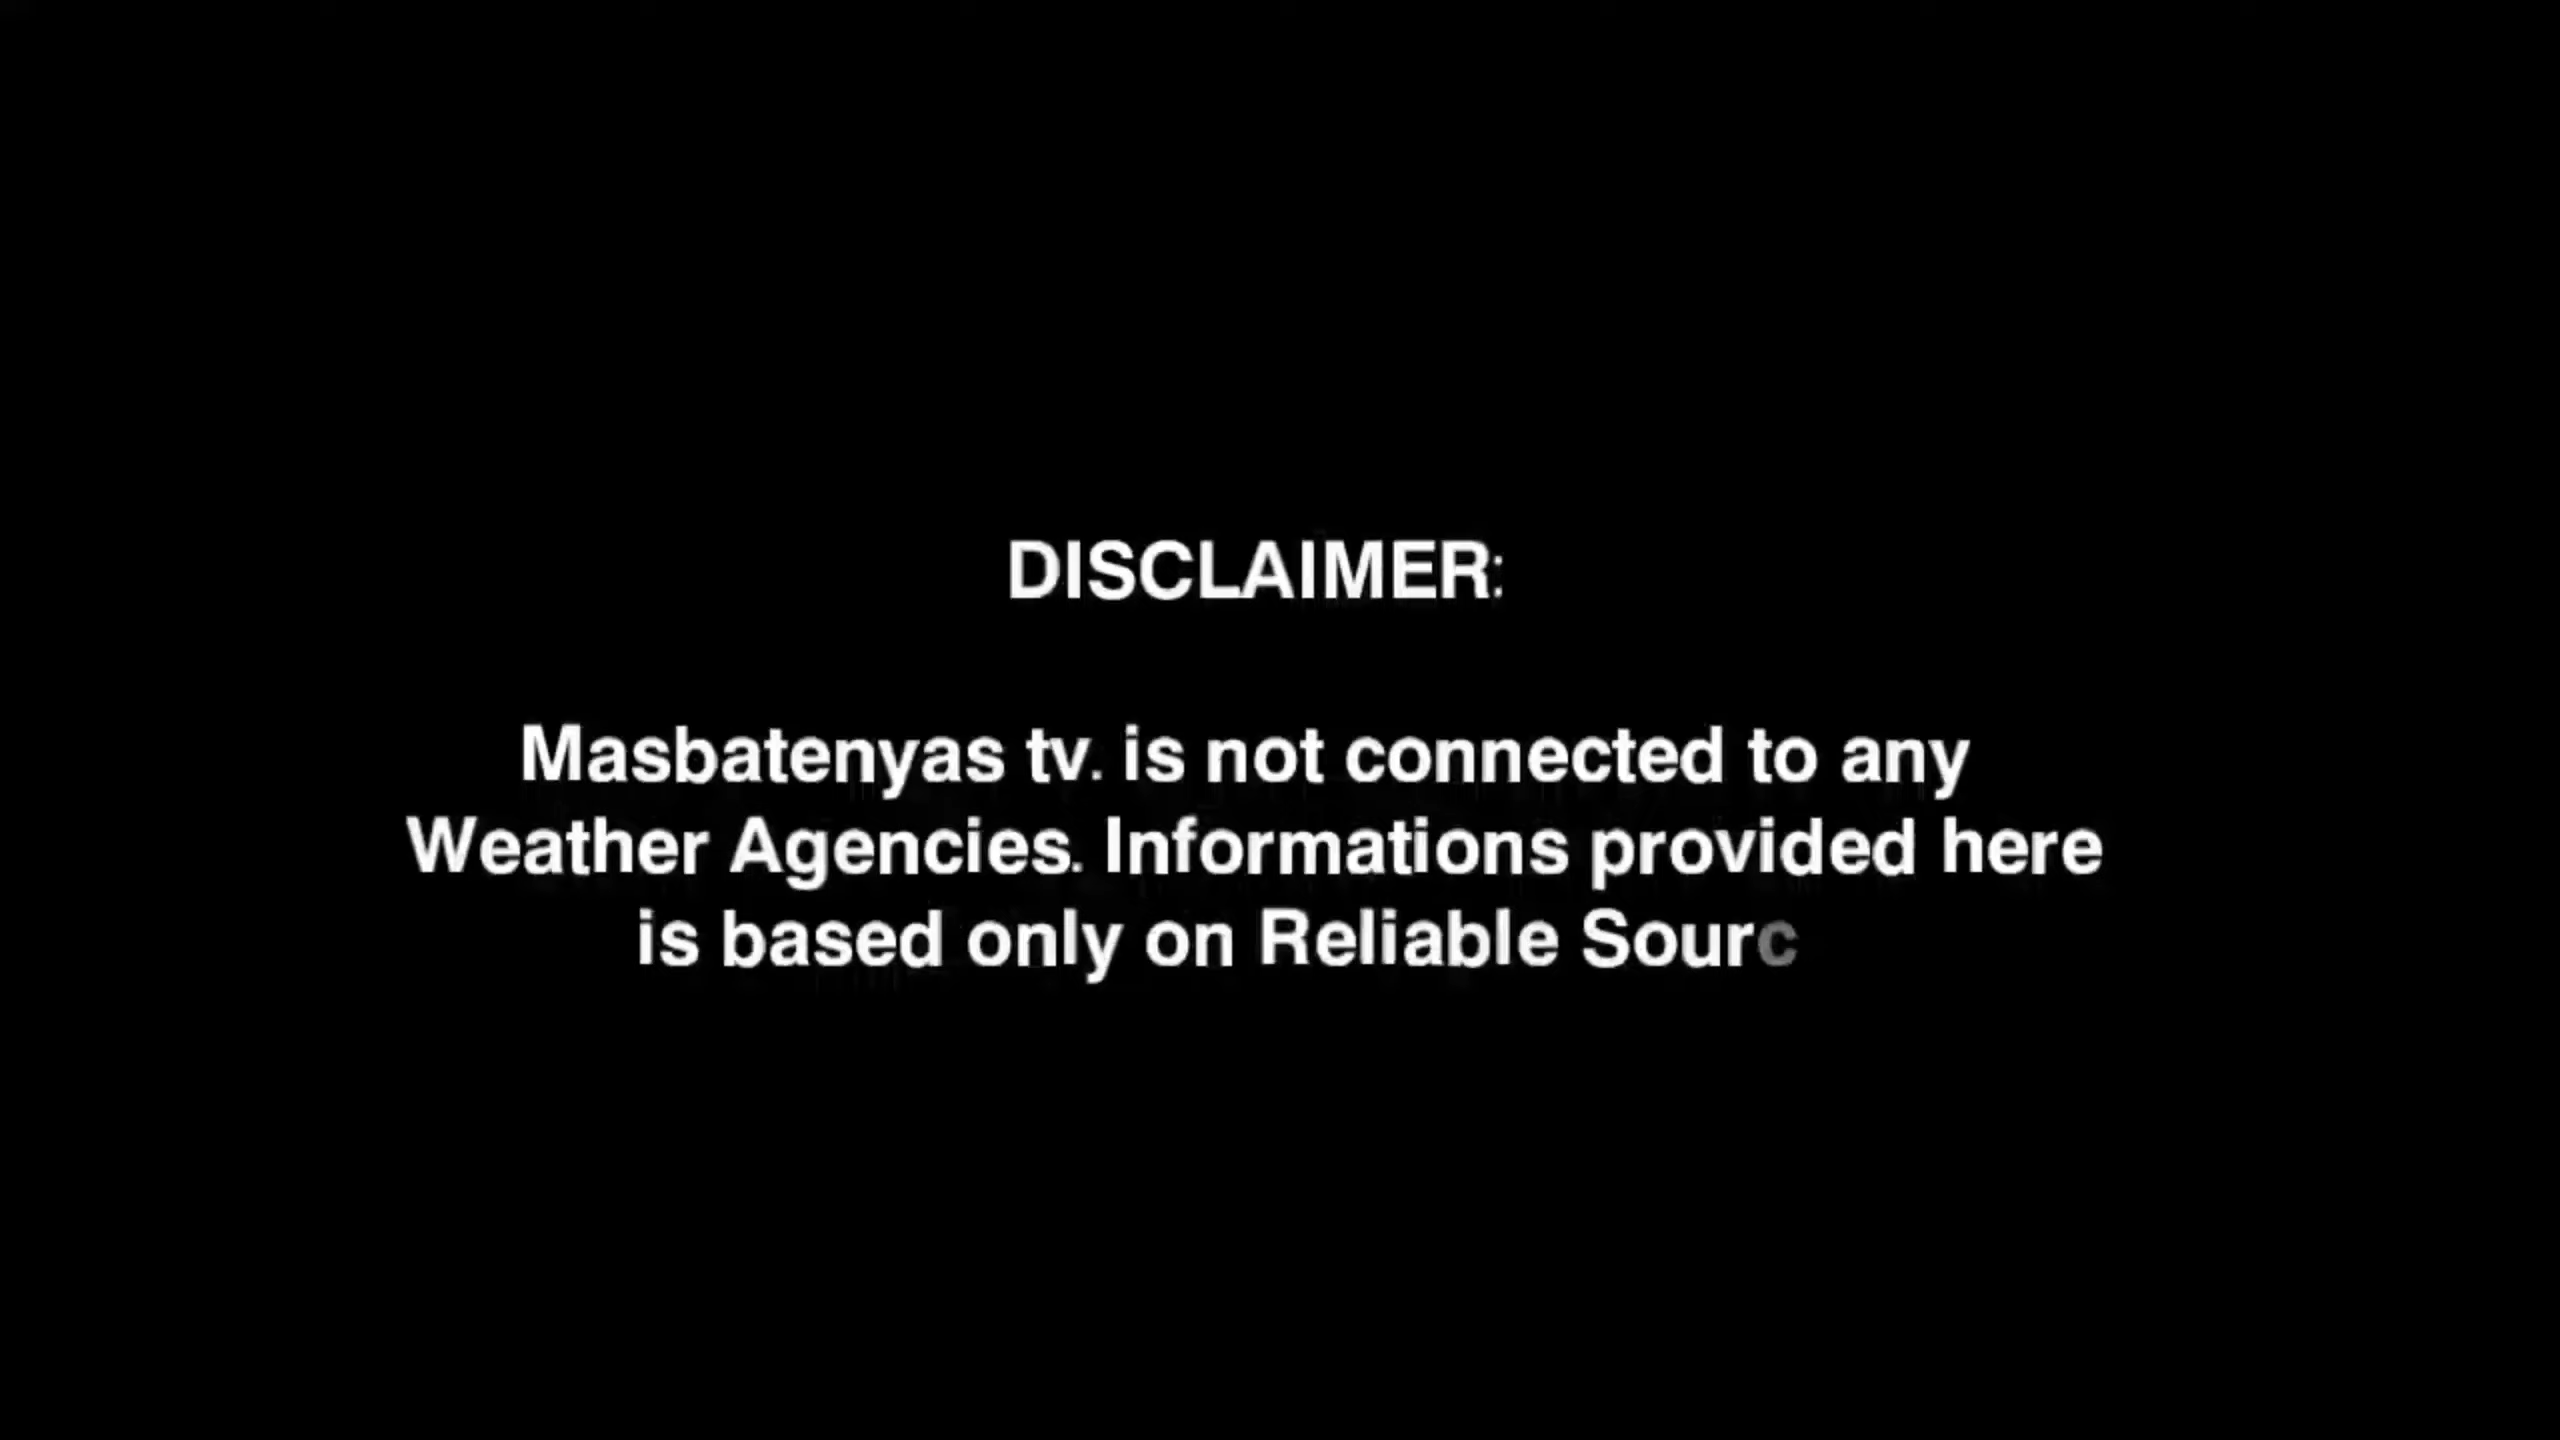 DISCLAIMER:
Masbatenyas tv. is not connected to any
Weather Agencies. Informations provided here
is based only on Reliable Sourc